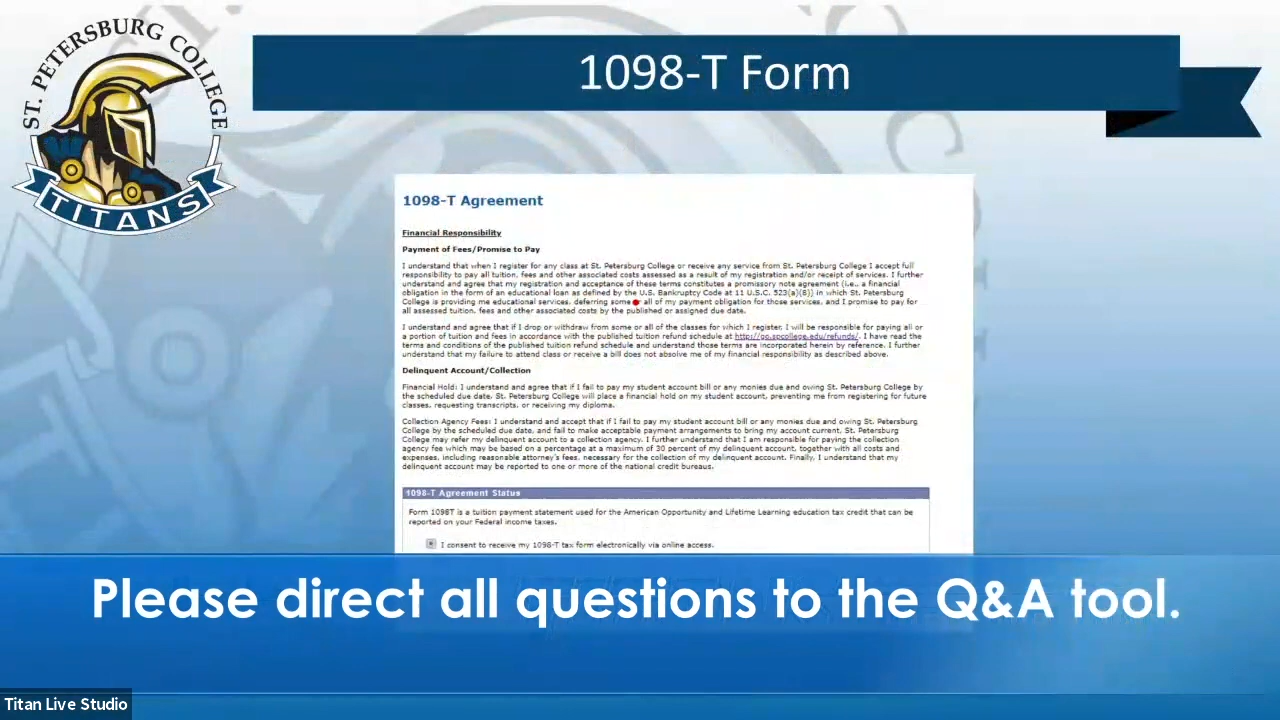 ST. PETERSBURG COLLEGE
TITANS
1098-T Form
1098-T Agreement
Financial Responsibility
Payment of Fees/Promise to Pay
I understand that when I register for any class at St. Petersburg College or receive any service from St. Petersburg College I accept full
responsibility to pay all tuition, fees and other associated costs assessed as a result of my registration and/or receipt of services. I further
understand and agree that my registration and acceptance of these terms constitutes a promissory note agreement (i.e., a financial
obligation in the form of an educational loan as defined by the U.S. Bankruptcy Code at 11 U.S.C. 523(a)(8)) in which St. Petersburg
College is providing me educational services, deferring some or all of my payment obligation for those services, and I promise to pay for
all assessed tuition, fees and other associated costs by the published or assigned due date.
I understand and agree that if I drop or withdraw from some or all of the classes for which I register, I will be responsible for paying all or
a portion of tuition and fees in accordance with the published tuition refund schedule at http://go.spcollege.edu/refunds/. I have read the
terms and conditions of the published tuition refund schedule and understand those terms are incorporated herein by reference. I further
understand that my failure to attend class or receive a bill does not absolve me of my financial responsibility as described above.
Delinquent Account/Collection
Financial Hold: I understand and agree that if I fail to pay my student account bill or any monies due and owing St. Petersburg College by
the scheduled due date, St. Petersburg College will place a financial hold on my student account, preventing me from registering for future
classes, requesting transcripts, or receiving my diploma.
Collection Agency Fees: I understand and accept that if I fail to pay my student account bill or any monies due and owing St. Petersburg
College by the scheduled due date, and fail to make acceptable payment arrangements to bring my account current, St. Petersburg
College may refer my delinquent account to a collection agency. I further understand that I am responsible for paying the collection
agency fee which may be based on a percentage at a maximum of 30 percent of my delinquent account, together with all costs and
expenses, including reasonable attorney's fees, necessary for the collection of my delinquent account. Finally, I understand that my
delinquent account may be reported to one or more of the national credit bureaus.
1098-T Agreement Status
Form 1098T is a tuition payment statement used for the American Opportunity and Lifetime Learning education tax credit that can be
reported on your Federal income taxes.
I consent to receive my 1098-T tax form electronically via online access.
Please direct all questions to the Q&A tool.
Titan Live Studio